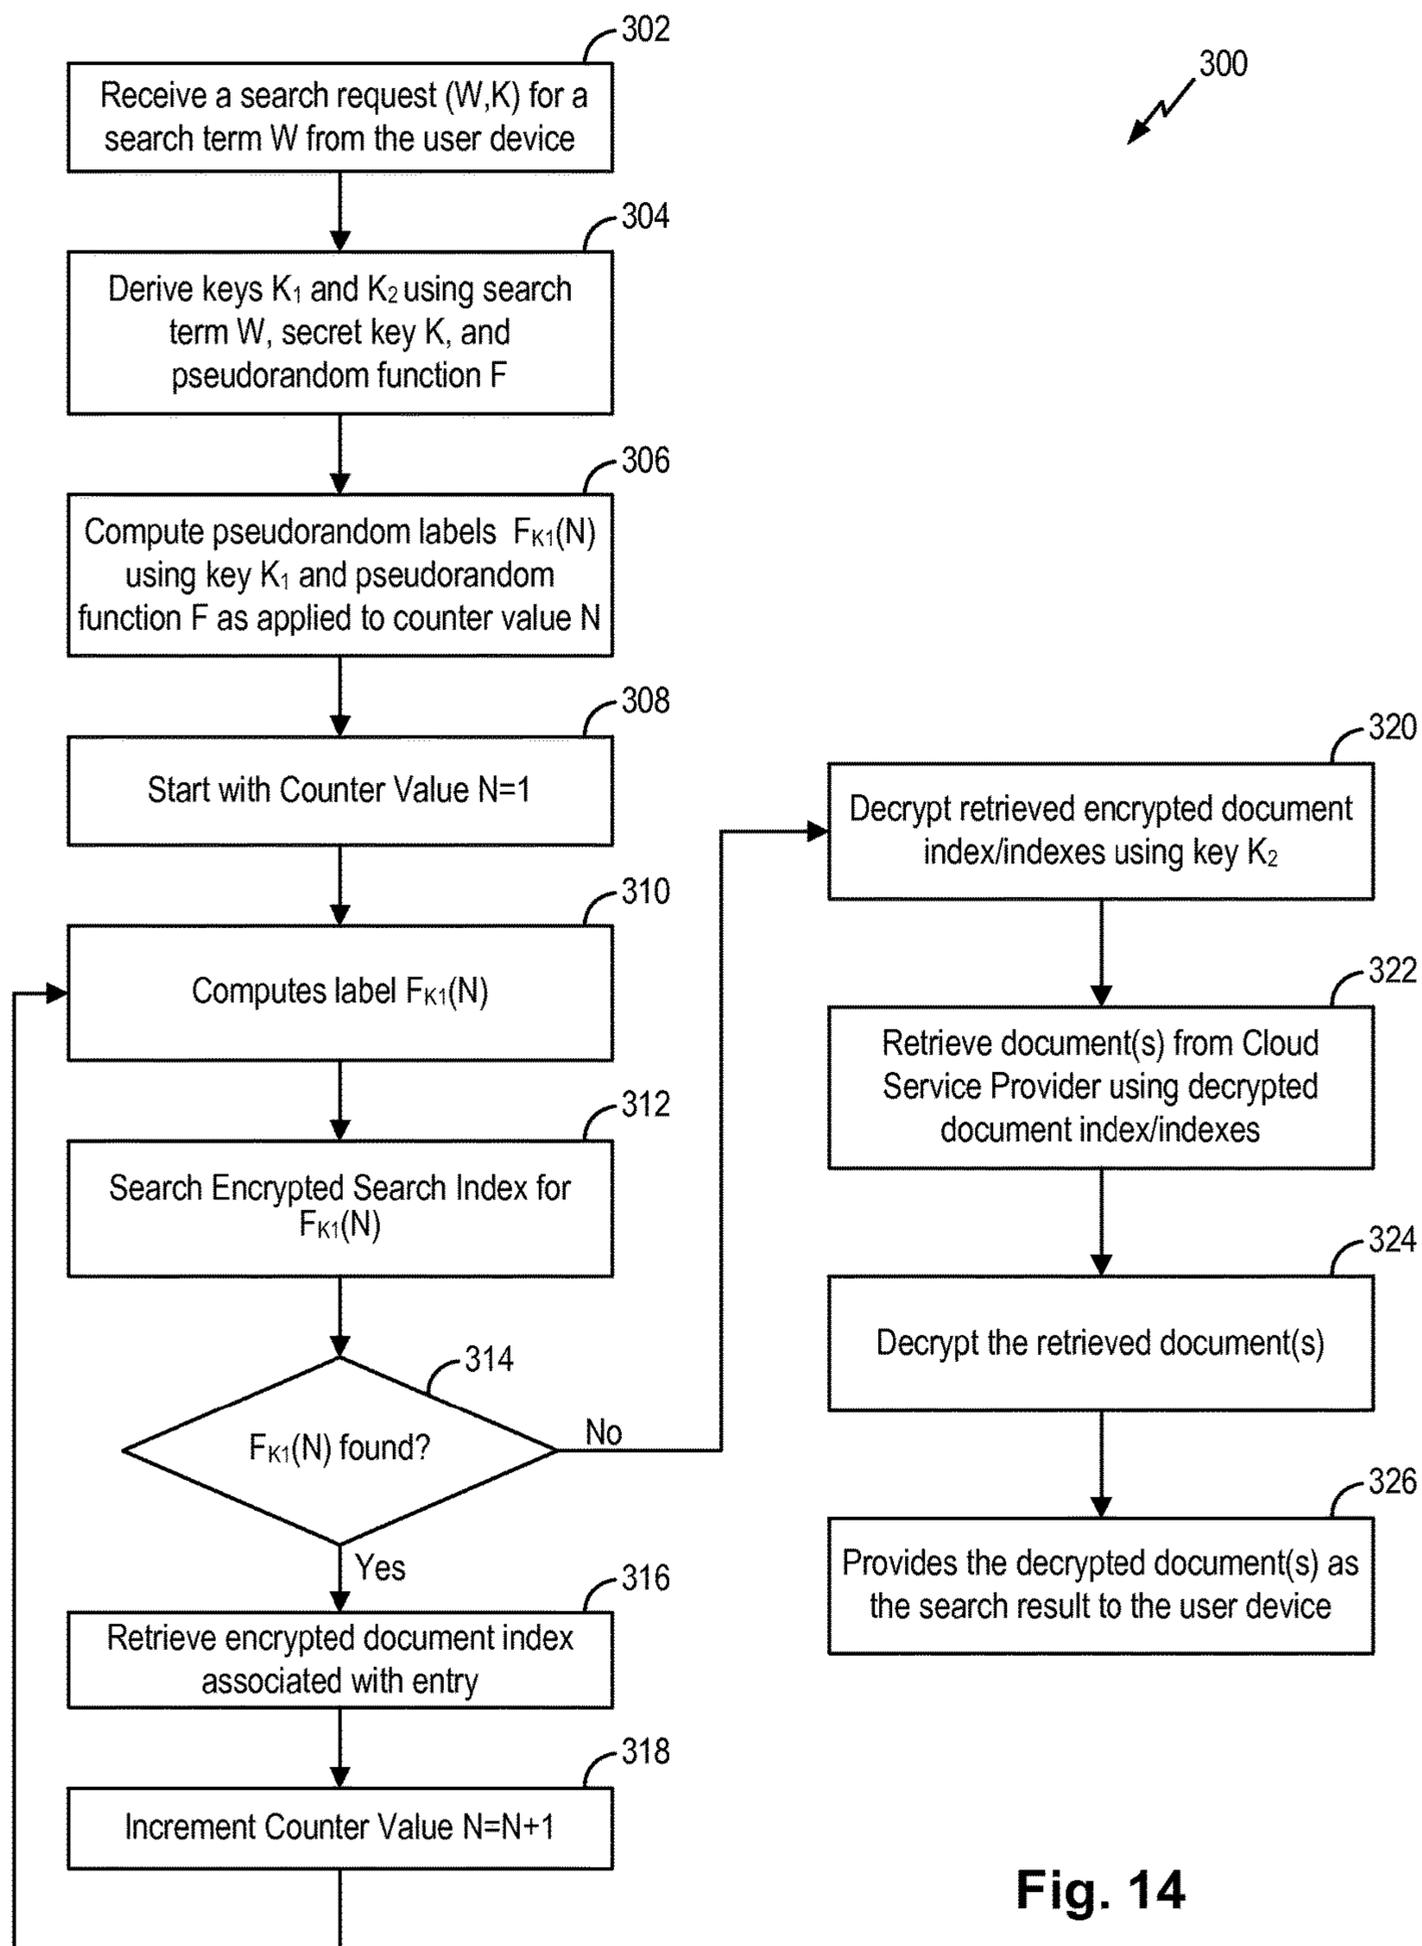 302
Receive a search request (W,K) for a
search term W from the user device
300
304
Derive keys K₁ and K₂ using search
term W, secret key K, and
pseudorandom function F
306
Compute pseudorandom labels F_K1(N)
using key K₁ and pseudorandom
function F as applied to counter value N
308
Start with Counter Value N=1
310
Computes label F_K1(N)
312
Search Encrypted Search Index for
F_K1(N)
314
F_K1(N) found?
No
Yes
316
Retrieve encrypted document index
associated with entry
318
Increment Counter Value N=N+1
320
Decrypt retrieved encrypted document
index/indexes using key K₂
322
Retrieve document(s) from Cloud
Service Provider using decrypted
document index/indexes
324
Decrypt the retrieved document(s)
326
Provides the decrypted document(s) as
the search result to the user device
Fig. 14